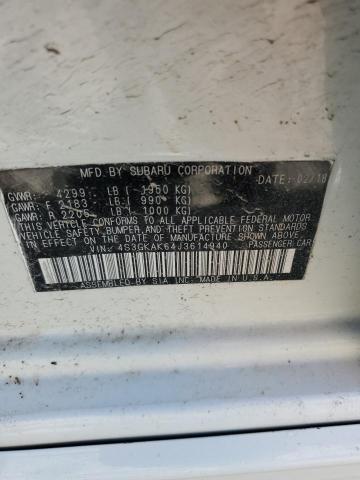 MFD. BY SUBARU CORPORATION DATE: 02/18
GVWR: 4299 LB ( 1950 KG)
GAWR: F 2183 LB ( 990 KG)
GAWR: R 2205 LB ( 1000 KG)
THIS VEHICLE CONFORMS TO ALL APPLICABLE FEDERAL MOTOR
VEHICLE SAFETY, BUMPER, AND THEFT PREVENTION STANDARDS
IN EFFECT ON THE DATE OF MANUFACTURE SHOWN ABOVE.
VIN: 4S3GKAK64J3614940 PASSENGER CAR
ASSEMBLED BY SIA INC. MADE IN U.S.A.